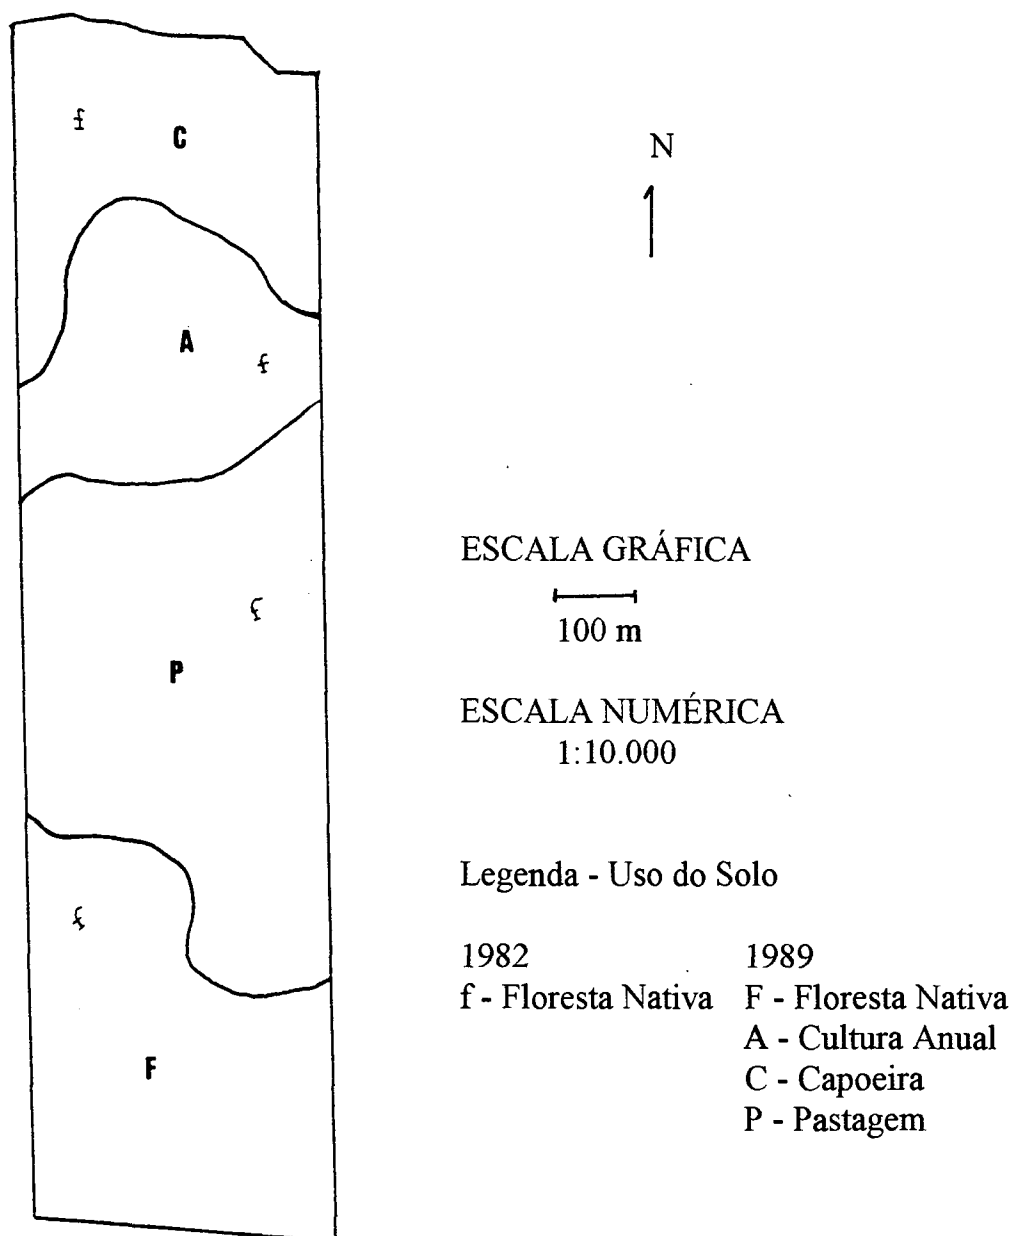 f
C
N
A
f
ESCALA GRÁFICA
f
100 m
P
ESCALA NUMÉRICA
1:10.000
Legenda - Uso do Solo
f
1982 1989
f - Floresta Nativa F - Floresta Nativa
A - Cultura Anual
F
C - Capoeira
P - Pastagem